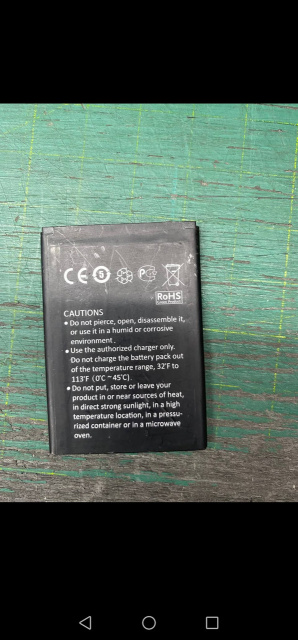 CE 5 P
RoHS
CAUTIONS
• Do not pierce, open, disassemble it,
or use it in a humid or corrosive
environment.
• Use the authorized charger only.
Do not charge the battery pack out
of the temperature range, 32°F to
113°F (0°C ~ 45°C).
• Do not put, store or leave your
product in or near sources of heat,
in direct strong sunlight, in a high
temperature location, in a pressu-
rized container or in a microwave
oven.